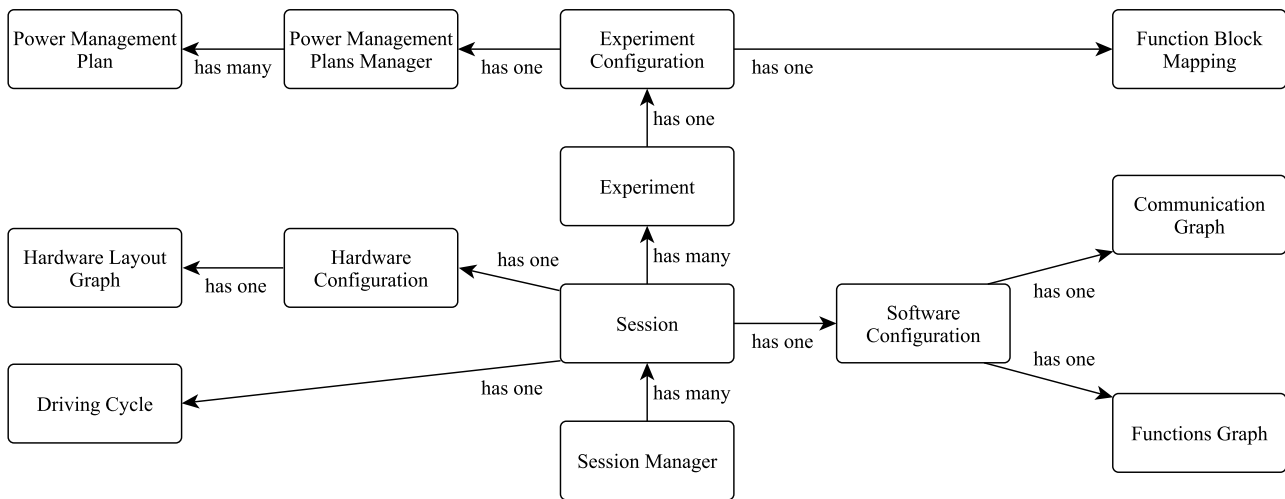 Power Management
Plan
has many
Power Management
Plans Manager
has one
Experiment
Configuration
has one
Function Block
Mapping
has one
Experiment
Communication
Graph
Hardware Layout
Graph
has one
Hardware
Configuration
has one
has many
Session
has one
Software
Configuration
has one
has one
Driving Cycle
has one
has many
Session Manager
Functions Graph